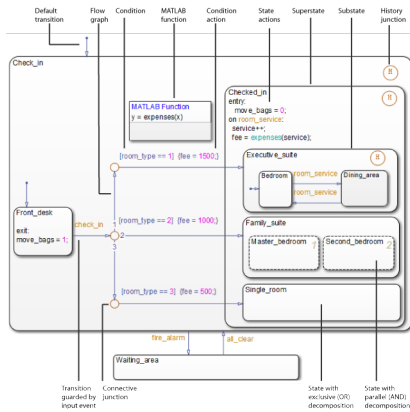 Default
transition
Flow
graph
Condition
MATLAB
function
Condition
action
State
actions
Superstate
Substate
History
junction
Check_in
H
Checked_in
entry:
move_bags = 0;
on room_service:
service++;
fee = expenses(service);
MATLAB Function
y = expenses(x)
[room_type == 1] {fee = 1500;}
Executive_suite
H
Bedroom
room_service
Dining_area
room_service
Front_desk
exit:
move_bags = 1;
check_in
1
2
3
[room_type == 2] {fee = 1000;}
Family_suite
Master_bedroom 1
Second_bedroom 2
[room_type == 3] {fee = 500;}
Single_room
fire_alarm
all_clear
Waiting_area
Transition
guarded by
input event
Connective
junction
State with
exclusive (OR)
decomposition
State with
parallel (AND)
decomposition